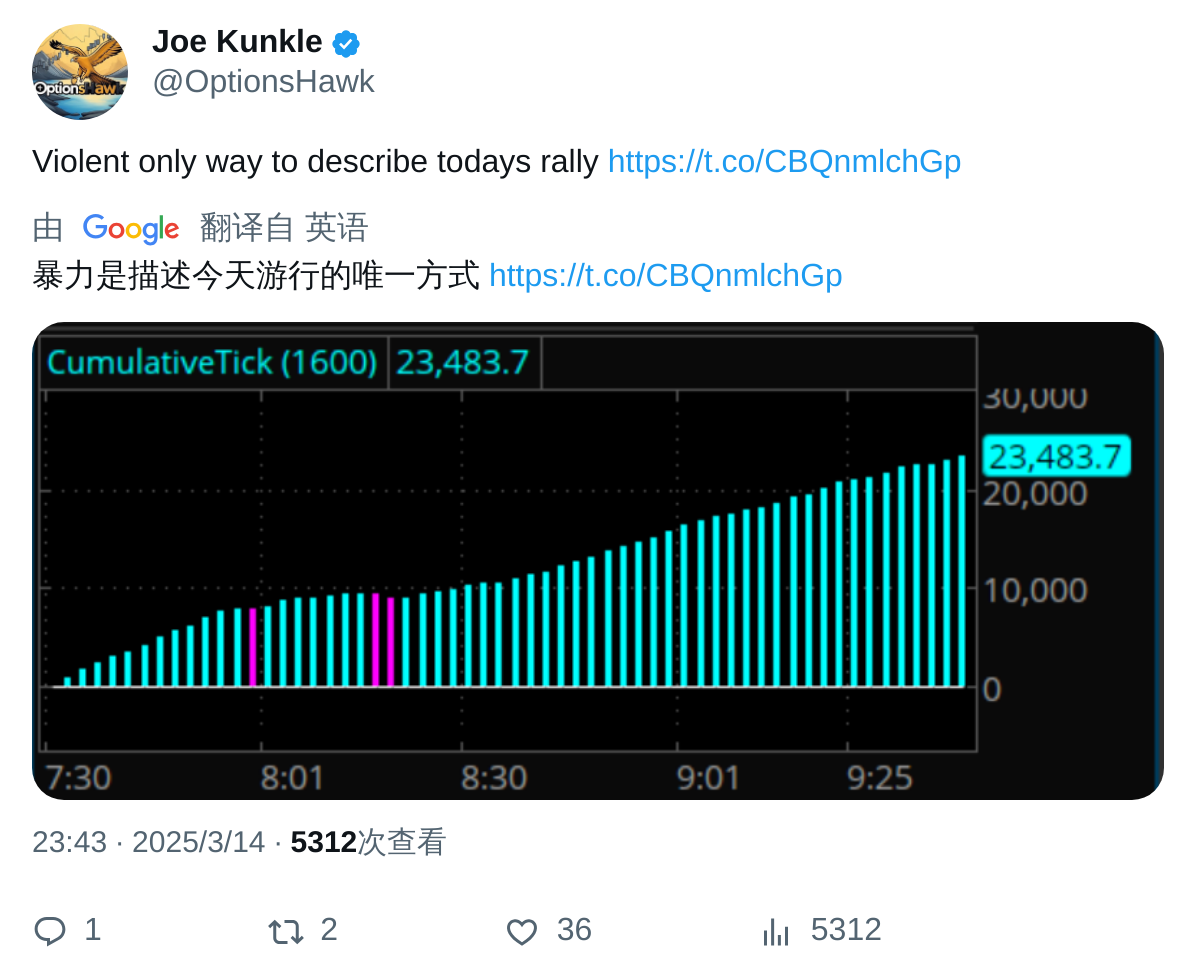 OptionsHawk
Joe Kunkle
@OptionsHawk
Violent only way to describe todays rally https://t.co/CBQnmlchGp
由 Google 翻译自 英语
暴力是描述今天游行的唯一方式 https://t.co/CBQnmlchGp
CumulativeTick (1600) 23,483.7
30,000
23,483.7
20,000
10,000
0
7:30 8:01 8:30 9:01 9:25
23:43 · 2025/3/14 · 5312次查看
1 2 36 5312